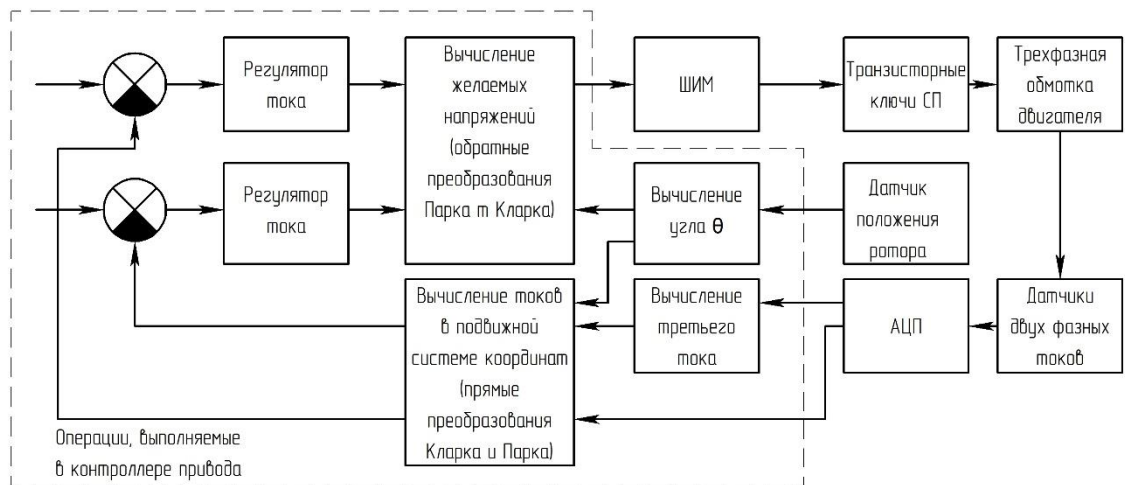 Регулятор
тока
Вычисление
желаемых
напряжений
(обратные
преобразования
Парка т Кларка)
ШИМ
Транзисторные
ключи СП
Трехфазная
обмотка
двигателя
Регулятор
тока
Вычисление
угла θ
Датчик
положения
ротора
Вычисление токов
в подвижной
системе координат
(прямые
преобразования
Кларка и Парка)
Вычисление
третьего
тока
АЦП
Датчики
двух фазных
токов
Операции, выполняемые
в контроллере привода